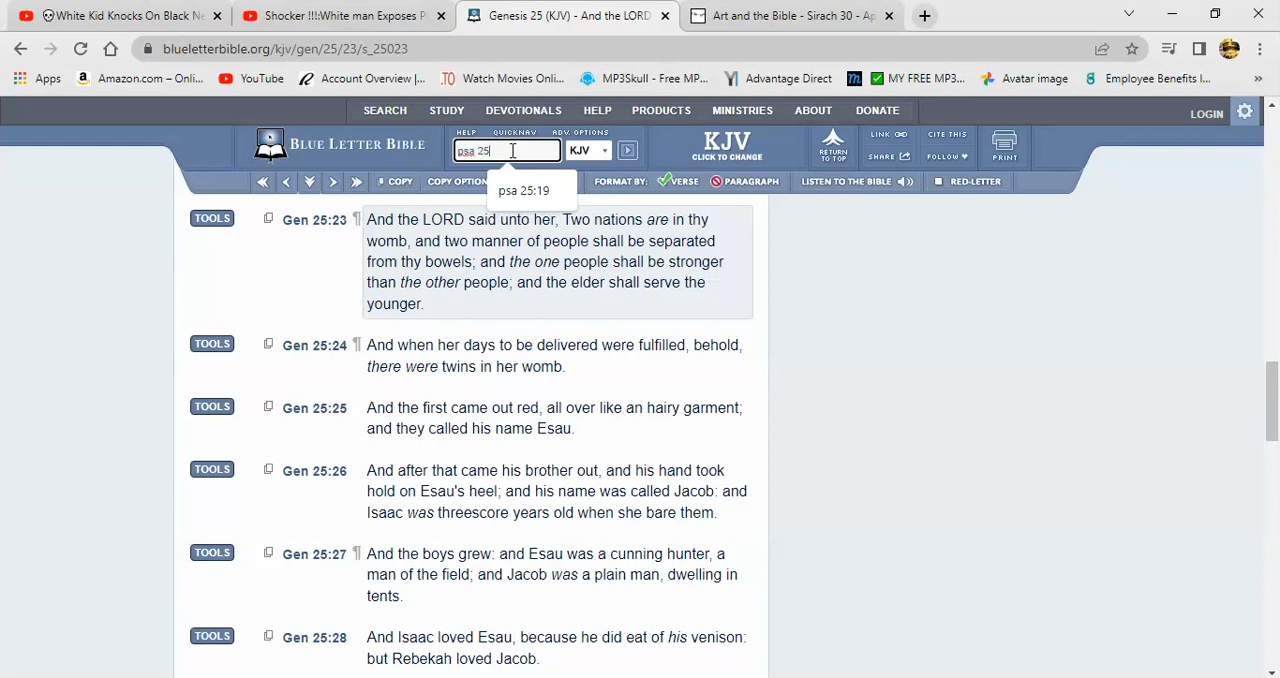 White Kid Knocks On Black Ne
Shocker !!!:White man Exposes P
Genesis 25 (KJV) - And the LORD
Art and the Bible - Sirach 30 - Ap
blueletterbible.org/kjv/gen/25/23/s_25023
Apps
Amazon.com – Onli...
YouTube
Account Overview |...
TO Watch Movies Onli...
MP3Skull - Free MP...
Advantage Direct
m
MY FREE MP3...
Avatar image
Employee Benefits I...
»
SEARCH STUDY DEVOTIONALS HELP PRODUCTS MINISTRIES ABOUT DONATE
LOGIN
BLUE LETTER BIBLE
HELP QUICKNAV ADV. OPTIONS
psa 25
KJV
psa 25:19
KJV
CLICK TO CHANGE
RETURN
TO TOP
LINK
CITE THIS
SHARE
FOLLOW
PRINT
COPY COPY OPTION
FORMAT BY: VERSE PARAGRAPH
LISTEN TO THE BIBLE
RED-LETTER
TOOLS Gen 25:23 ¶ And the LORD said unto her, Two nations are in thy
womb, and two manner of people shall be separated
from thy bowels; and the one people shall be stronger
than the other people; and the elder shall serve the
younger.
TOOLS Gen 25:24 ¶ And when her days to be delivered were fulfilled, behold,
there were twins in her womb.
TOOLS Gen 25:25 And the first came out red, all over like an hairy garment;
and they called his name Esau.
TOOLS Gen 25:26 And after that came his brother out, and his hand took
hold on Esau's heel; and his name was called Jacob: and
Isaac was threescore years old when she bare them.
TOOLS Gen 25:27 ¶ And the boys grew: and Esau was a cunning hunter, a
man of the field; and Jacob was a plain man, dwelling in
tents.
TOOLS Gen 25:28 And Isaac loved Esau, because he did eat of his venison:
but Rebekah loved Jacob.